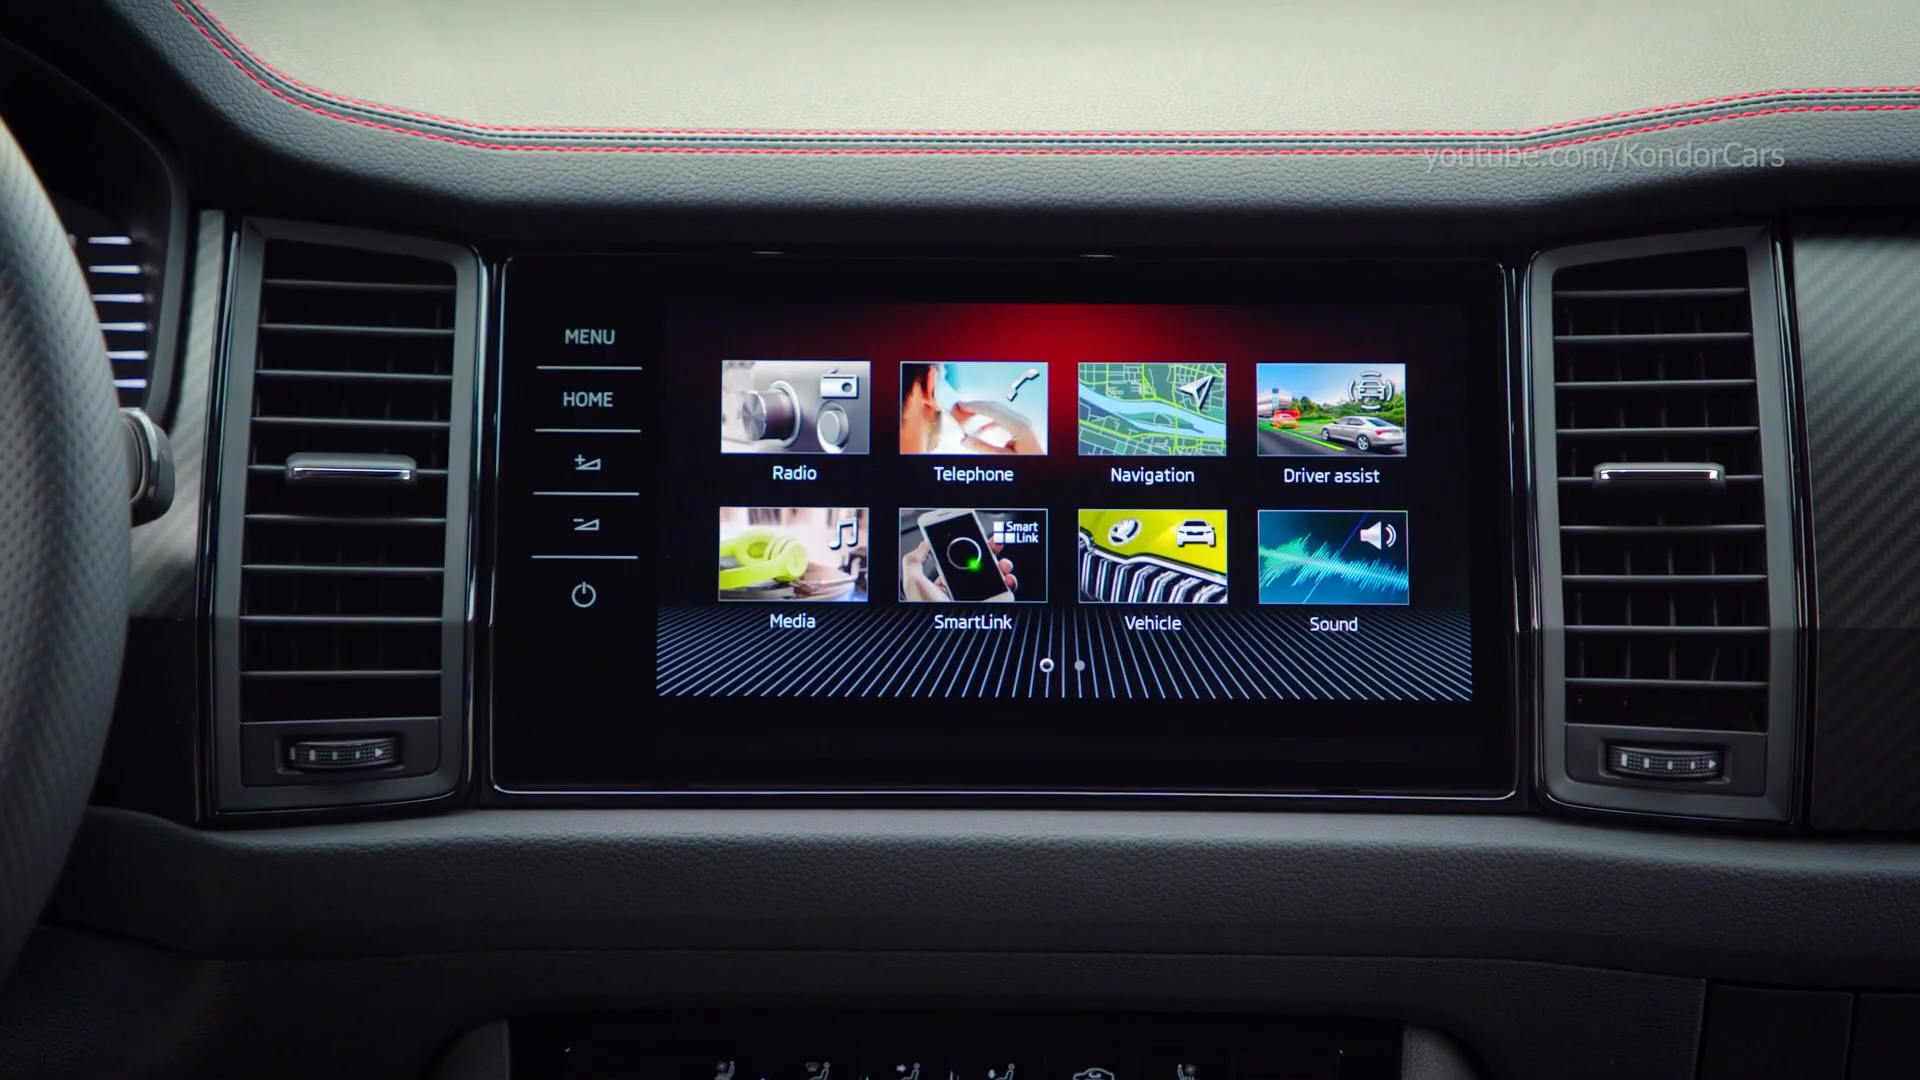 youtube.com/KondorCars
MENU
HOME
Radio
Telephone
Navigation
Driver assist
Smart
Link
Media
SmartLink
Vehicle
Sound